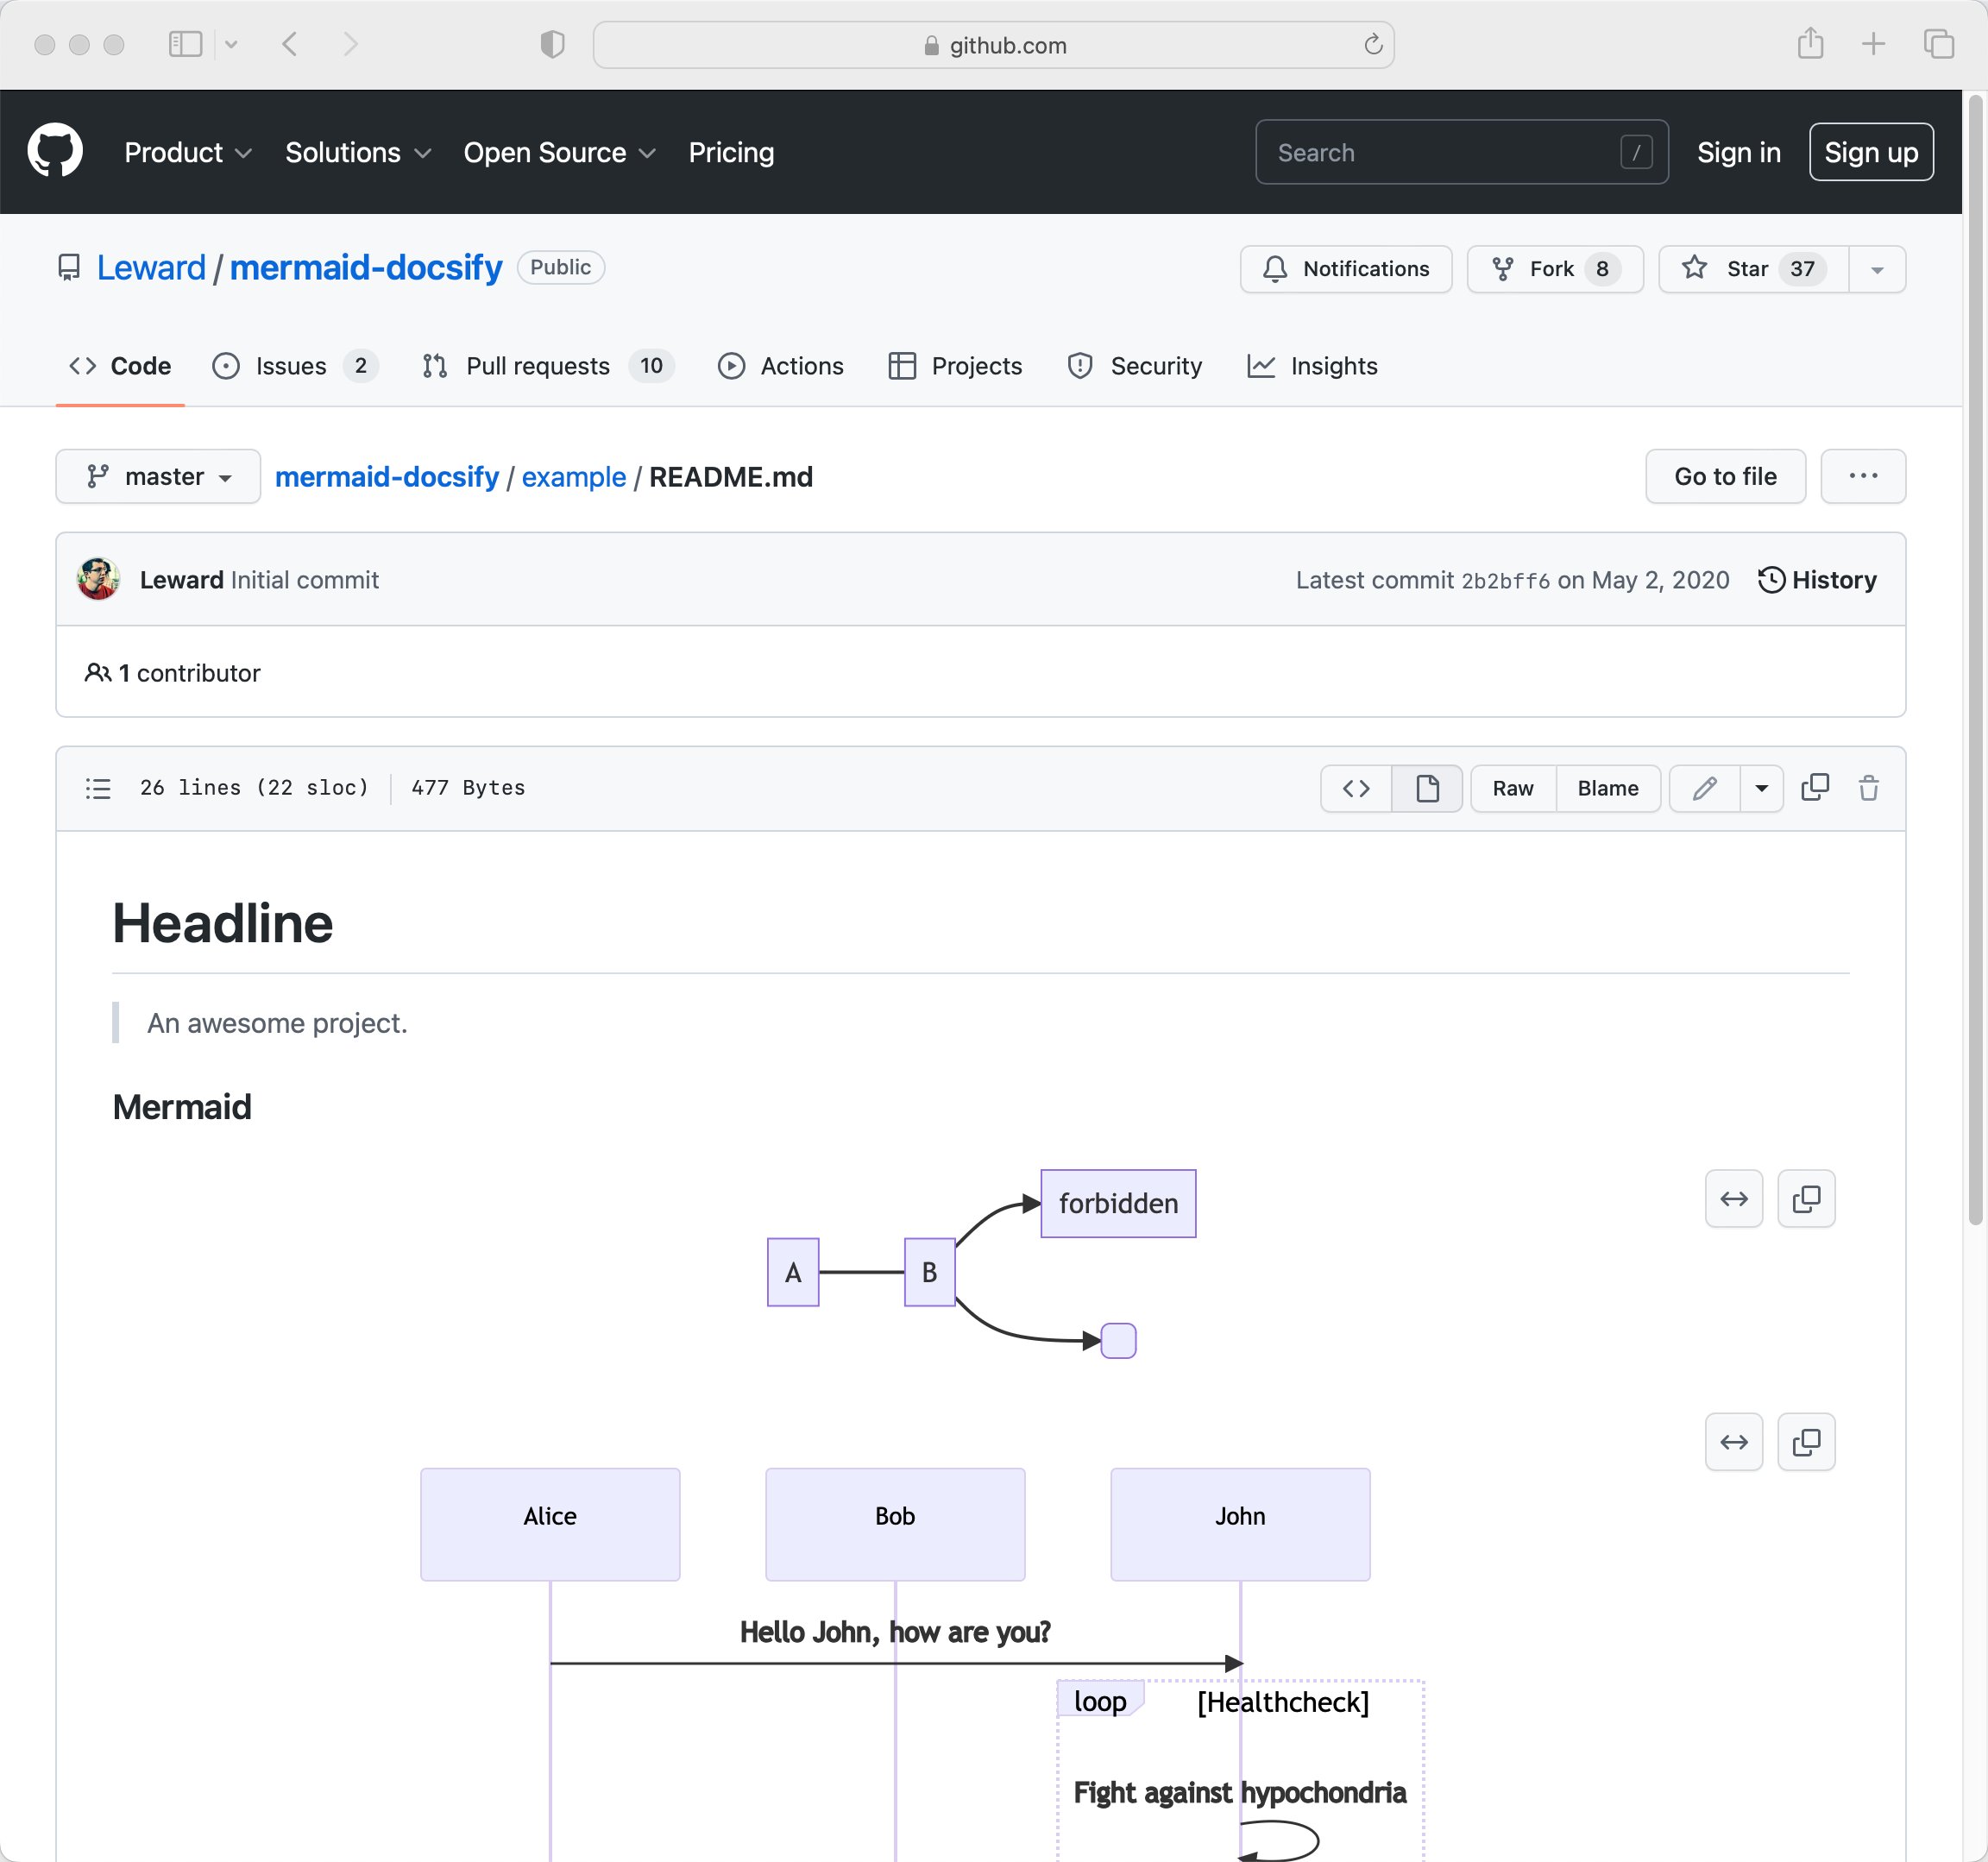 github.com
Product Solutions Open Source Pricing Search / Sign in Sign up
Leward / mermaid-docsify Public Notifications Fork 8 Star 37
Code Issues 2 Pull requests 10 Actions Projects Security Insights
master mermaid-docsify / example / README.md Go to file ...
Leward Initial commit Latest commit 2b2bff6 on May 2, 2020 History
1 contributor
26 lines (22 sloc) 477 Bytes Raw Blame
Headline
An awesome project.
Mermaid
forbidden
A B
Alice Bob John
Hello John, how are you?
loop [Healthcheck]
Fight against hypochondria